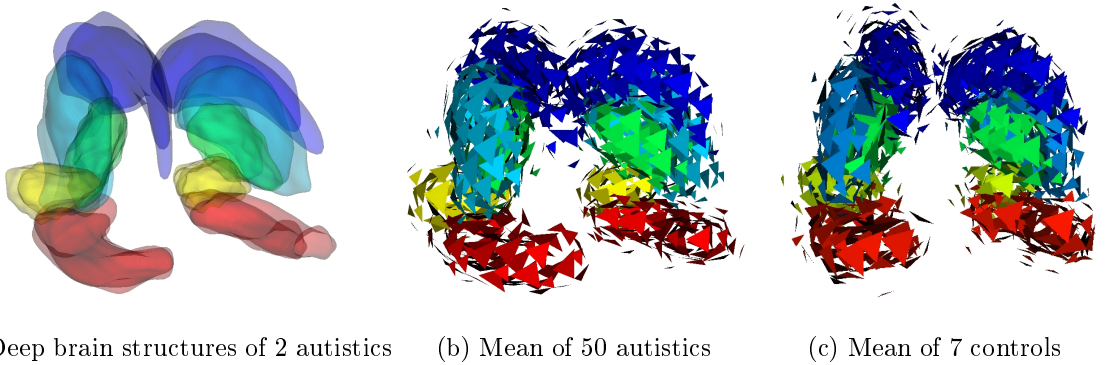 Deep brain structures of 2 autistics
(b) Mean of 50 autistics
(c) Mean of 7 controls